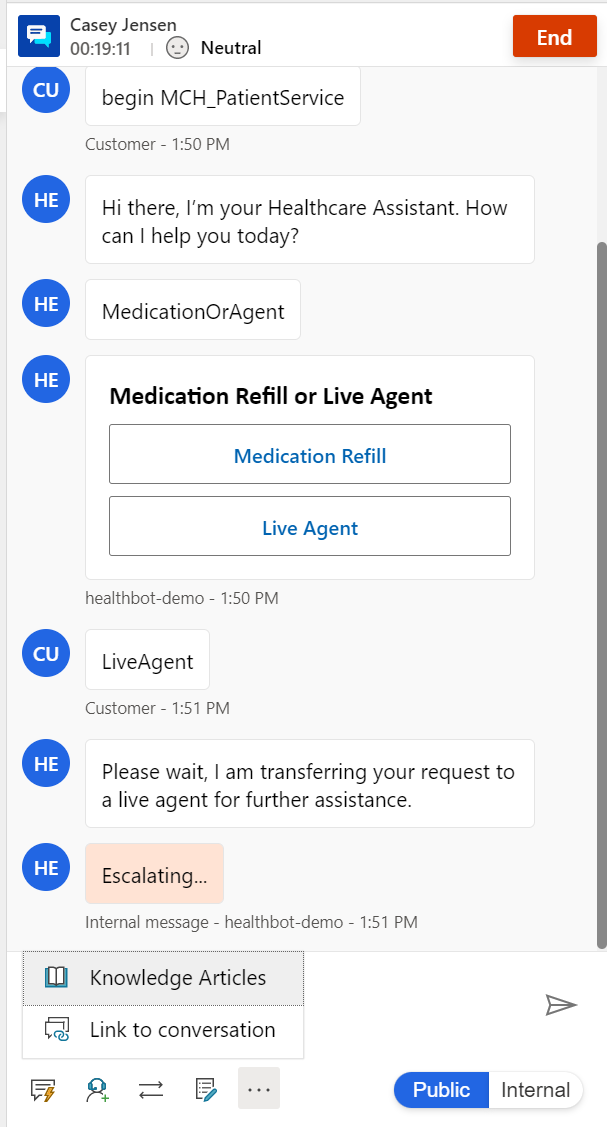 Casey Jensen
00:19:11 | Neutral
End
CU
begin MCH_PatientService
Customer - 1:50 PM
HE
Hi there, I’m your Healthcare Assistant. How
can I help you today?
HE
MedicationOrAgent
HE
Medication Refill or Live Agent
Medication Refill
Live Agent
healthbot-demo - 1:50 PM
CU
LiveAgent
Customer - 1:51 PM
HE
Please wait, I am transferring your request to
a live agent for further assistance.
HE
Escalating...
Internal message - healthbot-demo - 1:51 PM
Knowledge Articles
Link to conversation
Public Internal